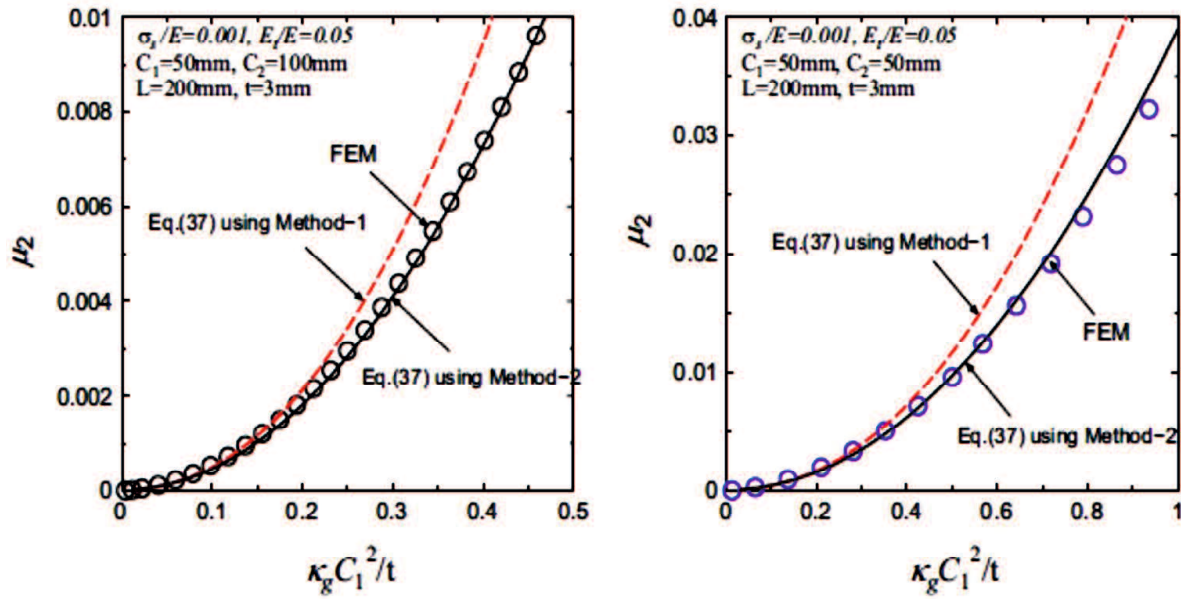 σs/E=0.001, Et/E=0.05
C1=50mm, C2=100mm
L=200mm, t=3mm
0.01
0.008
0.006
0.004
0.002
0
μ2
FEM
Eq.(37) using Method-1
Eq.(37) using Method-2
0 0.1 0.2 0.3 0.4 0.5
κgC1²/t
σs/E=0.001, Et/E=0.05
C1=50mm, C2=50mm
L=200mm, t=3mm
0.04
0.03
0.02
0.01
0
μ2
Eq.(37) using Method-1
FEM
Eq.(37) using Method-2
0 0.2 0.4 0.6 0.8 1
κgC1²/t